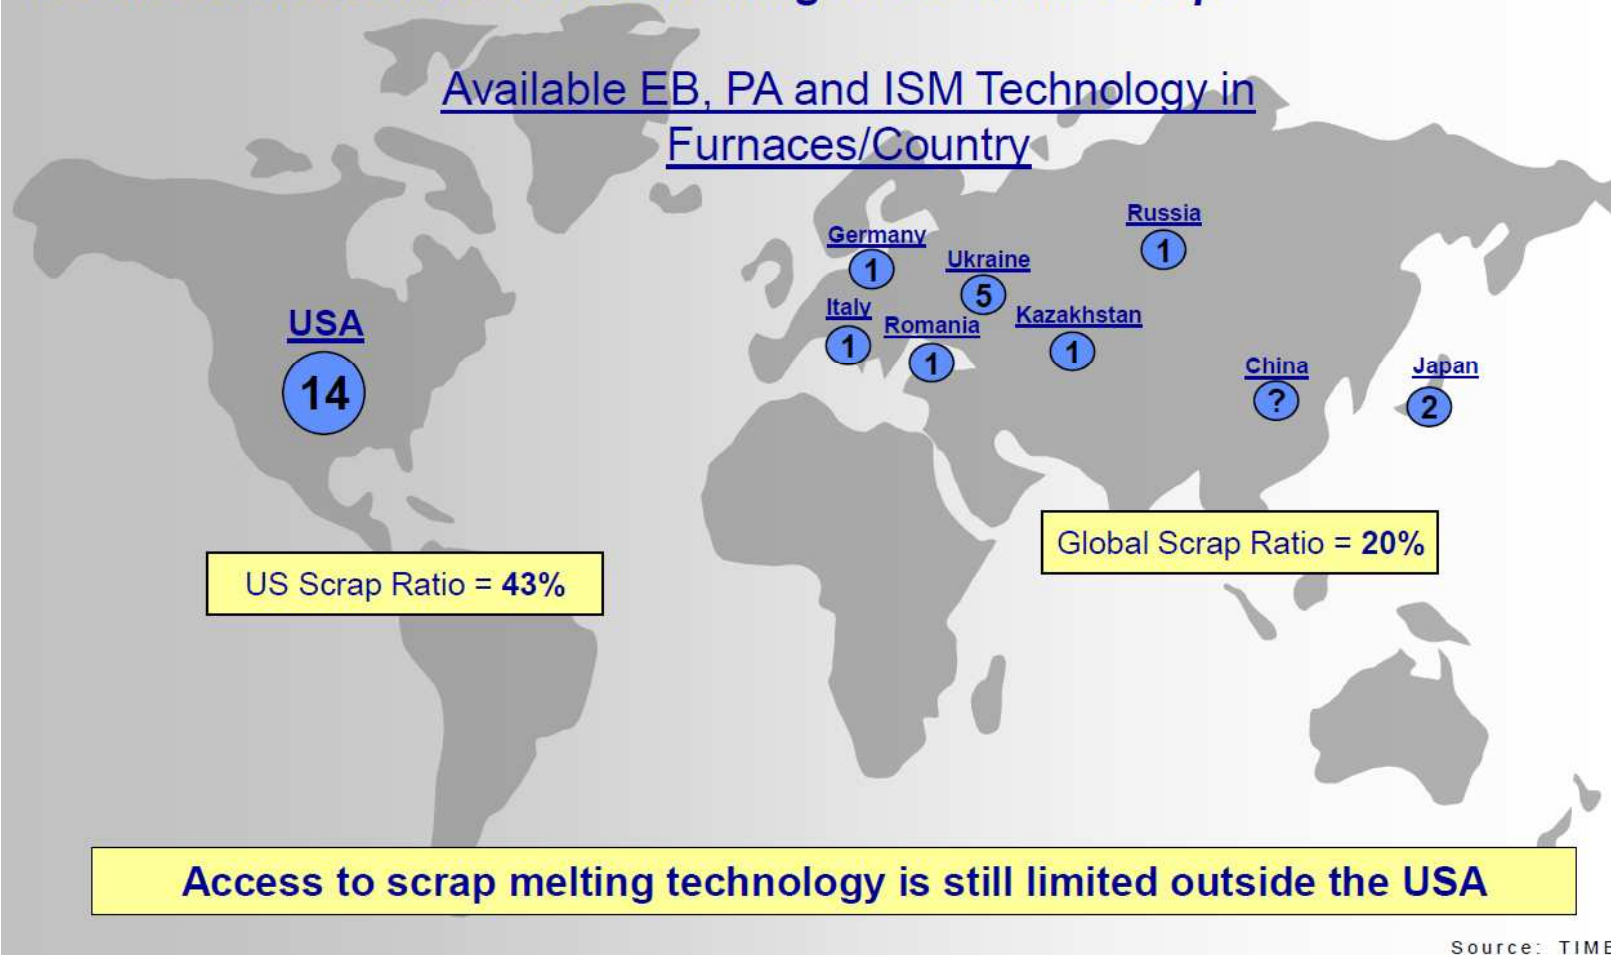 Available EB, PA and ISM Technology in
Furnaces/Country
Russia
1
Germany
1
Ukraine
5
Italy
1
Romania
1
Kazakhstan
1
USA
14
China
?
Japan
2
Global Scrap Ratio = 20%
US Scrap Ratio = 43%
Access to scrap melting technology is still limited outside the USA
Source: TIME